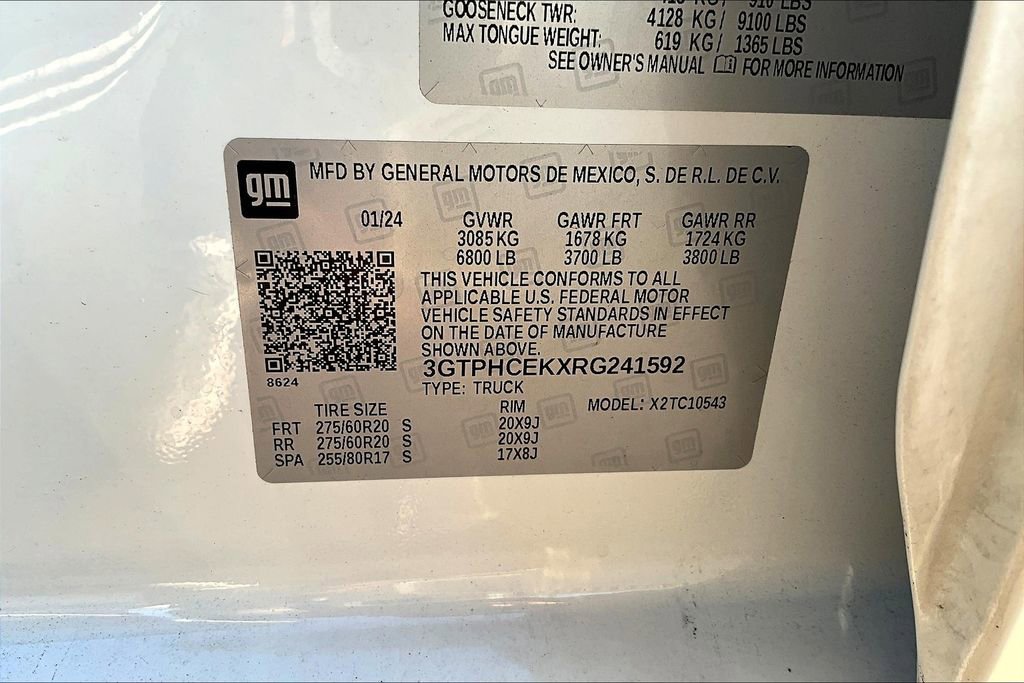 910 LBS
GOOSENECK TWR: 4128 KG/ 9100 LBS
MAX TONGUE WEIGHT: 619 KG/ 1365 LBS
SEE OWNER'S MANUAL FOR MORE INFORMATION
gm
MFD BY GENERAL MOTORS DE MEXICO, S. DE R.L. DE C.V.
01/24 GVWR GAWR FRT GAWR RR
3085 KG 1678 KG 1724 KG
6800 LB 3700 LB 3800 LB
THIS VEHICLE CONFORMS TO ALL
APPLICABLE U.S. FEDERAL MOTOR
VEHICLE SAFETY STANDARDS IN EFFECT
ON THE DATE OF MANUFACTURE
SHOWN ABOVE.
3GTPHCEKXRG241592
8624
TYPE: TRUCK
TIRE SIZE RIM MODEL: X2TC10543
FRT 275/60R20 S 20X9J
RR 275/60R20 S 20X9J
SPA 255/80R17 S 17X8J